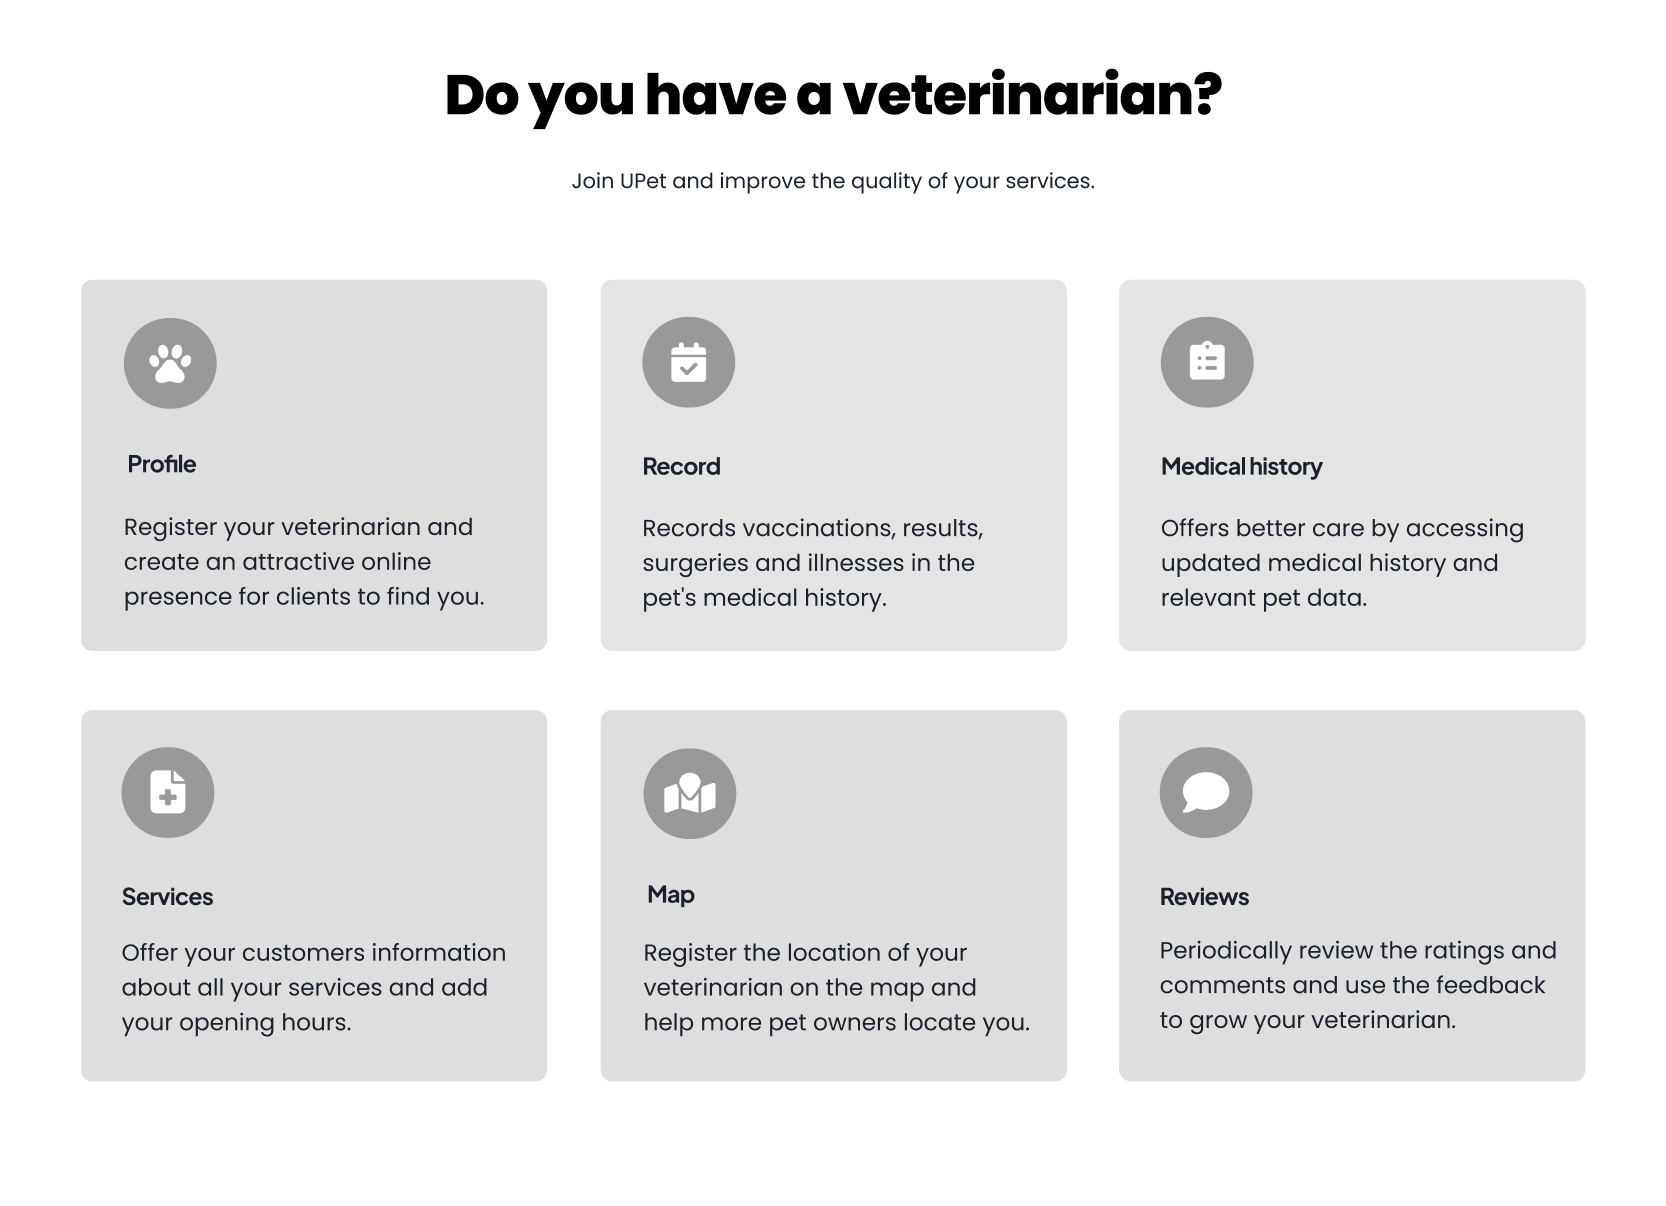 Do you have a veterinarian?
Join UPet and improve the quality of your services.
Profile
Register your veterinarian and
create an attractive online
presence for clients to find you.
Record
Records vaccinations, results,
surgeries and illnesses in the
pet's medical history.
Medical history
Offers better care by accessing
updated medical history and
relevant pet data.
Services
Offer your customers information
about all your services and add
your opening hours.
Map
Register the location of your
veterinarian on the map and
help more pet owners locate you.
Reviews
Periodically review the ratings and
comments and use the feedback
to grow your veterinarian.